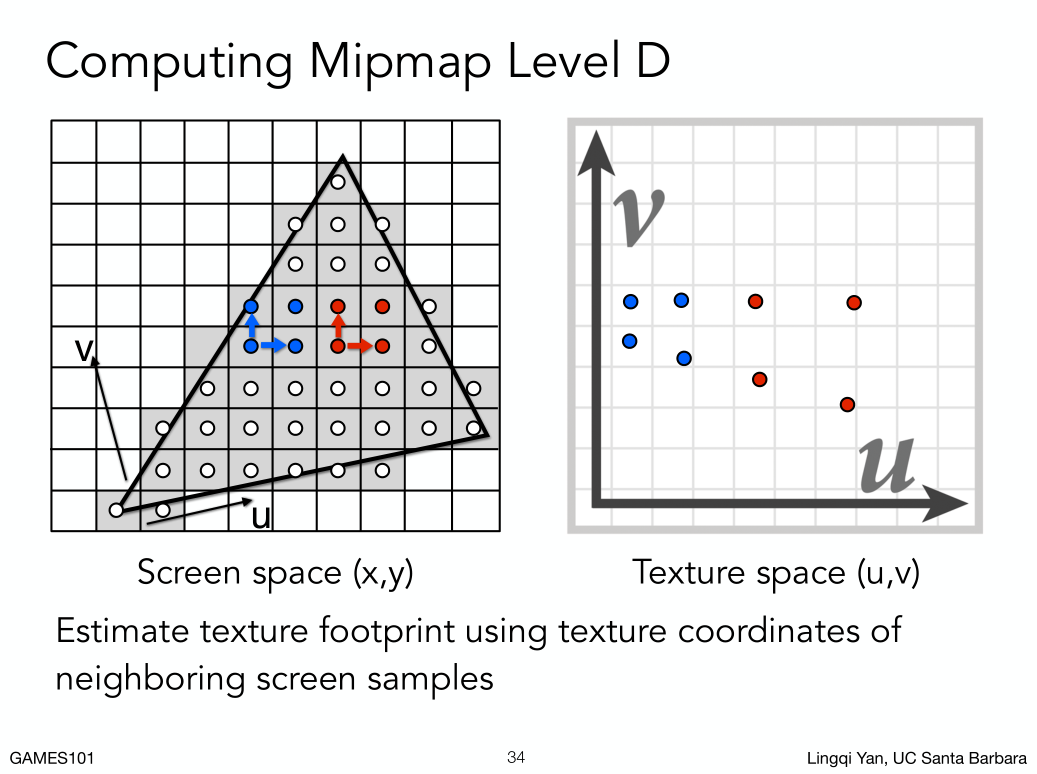 Computing Mipmap Level D
v
u
v
u
Screen space (x,y)
Texture space (u,v)
Estimate texture footprint using texture coordinates of
neighboring screen samples
GAMES101
34
Lingqi Yan, UC Santa Barbara